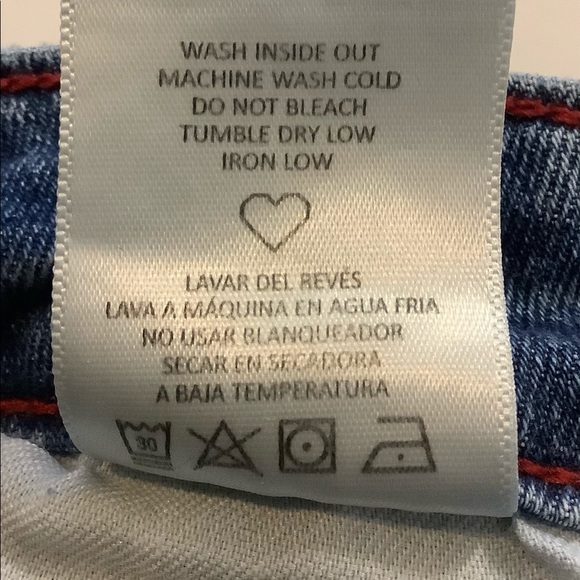 WASH INSIDE OUT
MACHINE WASH COLD
DO NOT BLEACH
TUMBLE DRY LOW
IRON LOW
LAVAR DEL REVÉS
LAVA A MÁQUINA EN AGUA FRIA
NO USAR BLANQUEADOR
SECAR EN SECADORA
A BAJA TEMPERATURA
30